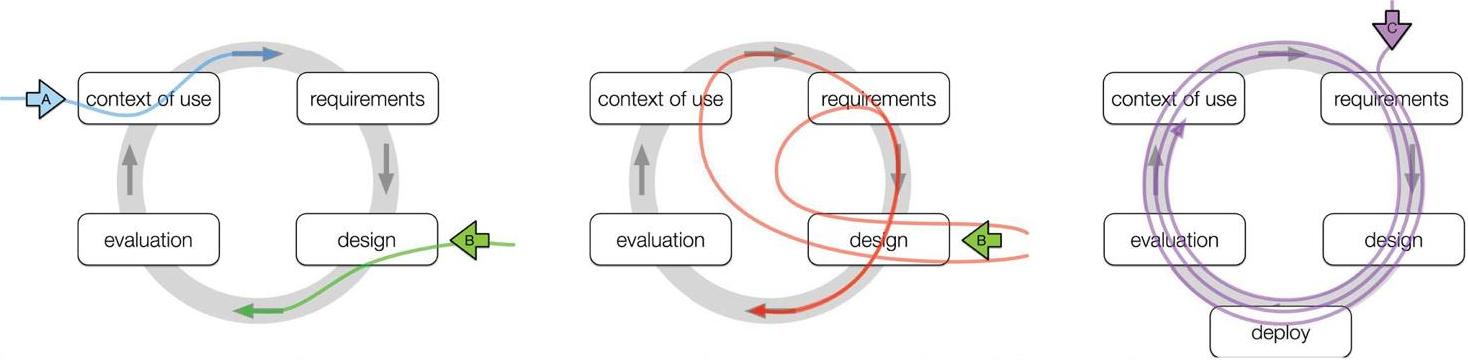 A
context of use
requirements
evaluation
design
B
context of use
requirements
evaluation
design
B
C
context of use
requirements
evaluation
design
deploy